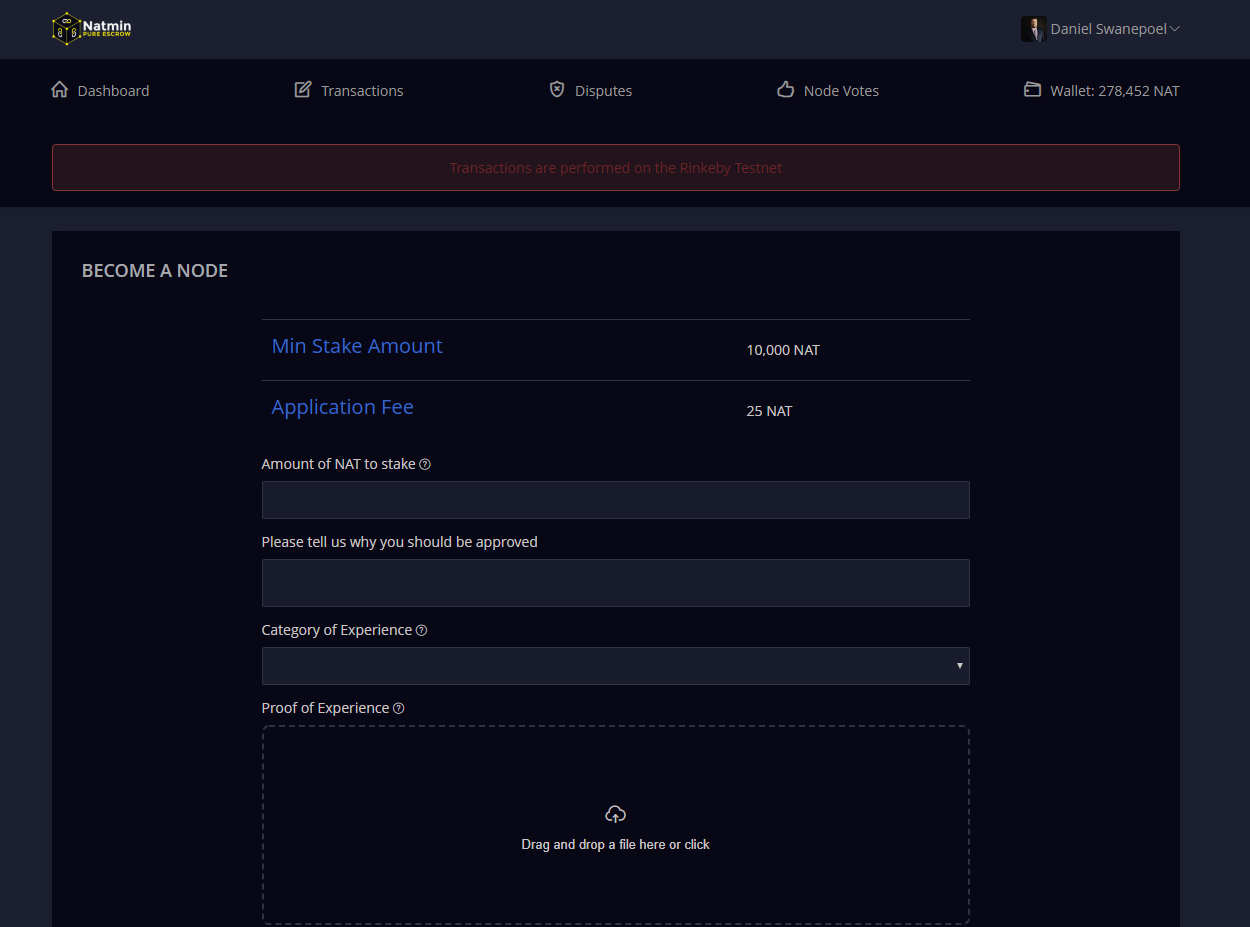 Natmin
PURE ESCROW
Daniel Swanepoel
Dashboard
Transactions
Disputes
Node Votes
Wallet: 278,452 NAT
Transactions are performed on the Rinkeby Testnet
BECOME A NODE
Min Stake Amount
10,000 NAT
Application Fee
25 NAT
Amount of NAT to stake
Please tell us why you should be approved
Category of Experience
Proof of Experience
Drag and drop a file here or click